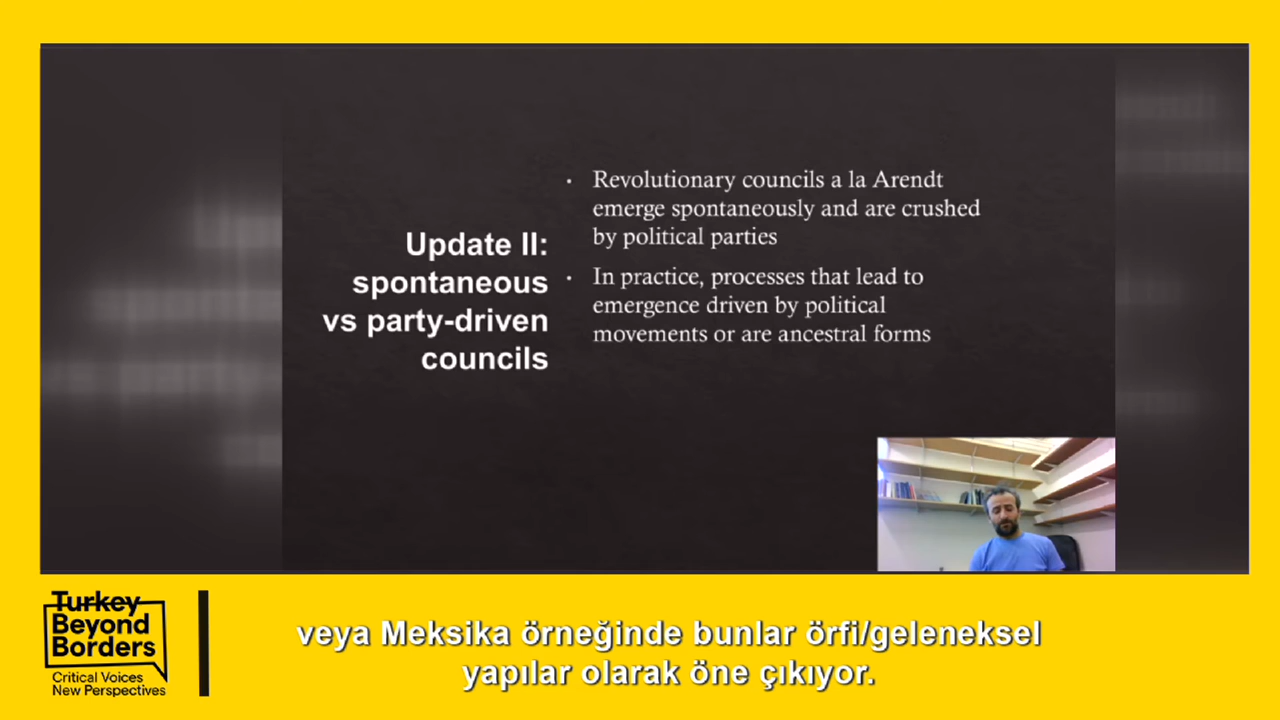 Update II:
spontaneous
vs party-driven
councils
• Revolutionary councils a la Arendt
emerge spontaneously and are crushed
by political parties
• In practice, processes that lead to
emergence driven by political
movements or are ancestral forms
Turkey
Beyond
Borders
Critical Voices
New Perspectives
veya Meksika örneğinde bunlar örfi/geleneksel
yapılar olarak öne çıkıyor.